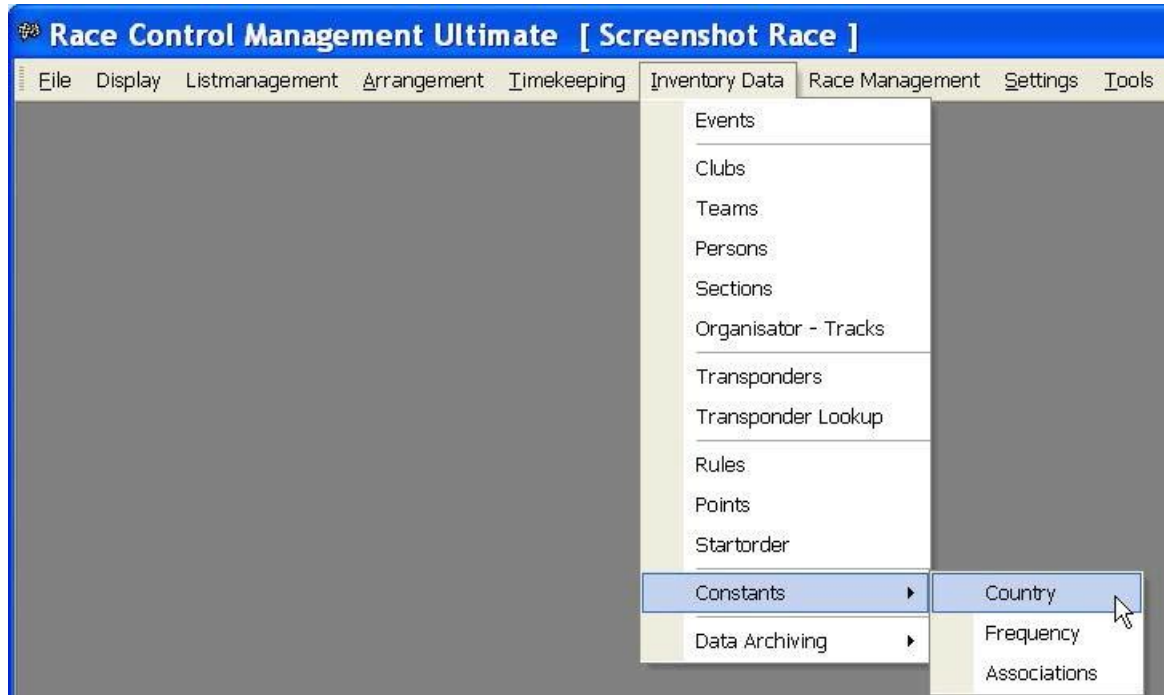 Race Control Management Ultimate [ Screenshot Race ]
File Display Listmanagement Arrangement Timekeeping Inventory Data Race Management Settings Tools
Events
Clubs
Teams
Persons
Sections
Organisator - Tracks
Transponders
Transponder Lookup
Rules
Points
Startorder
Constants
Country
Data Archiving
Frequency
Associations